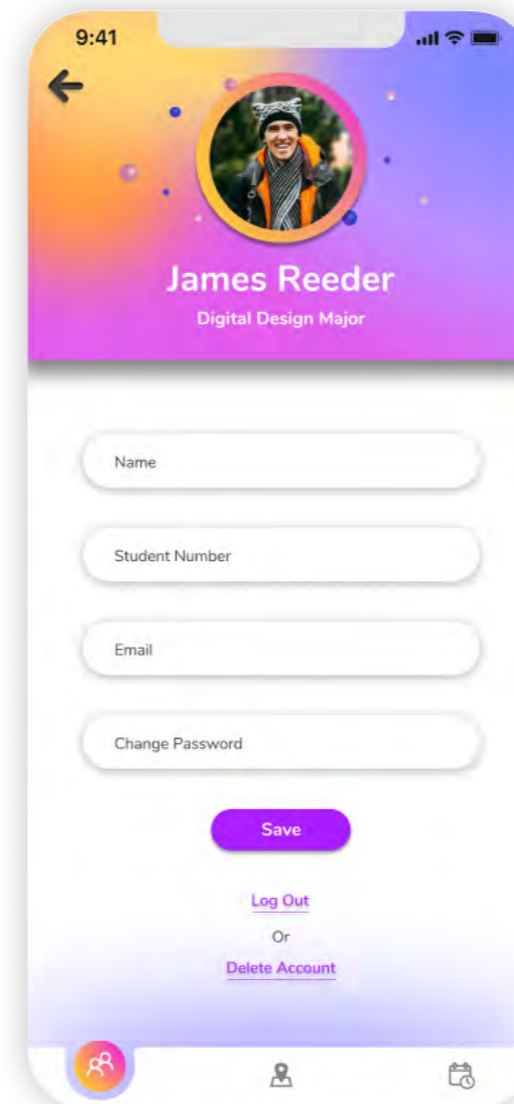 9:41
James Reeder
Digital Design Major
Name
Student Number
Email
Change Password
Save
Log Out
Or
Delete Account